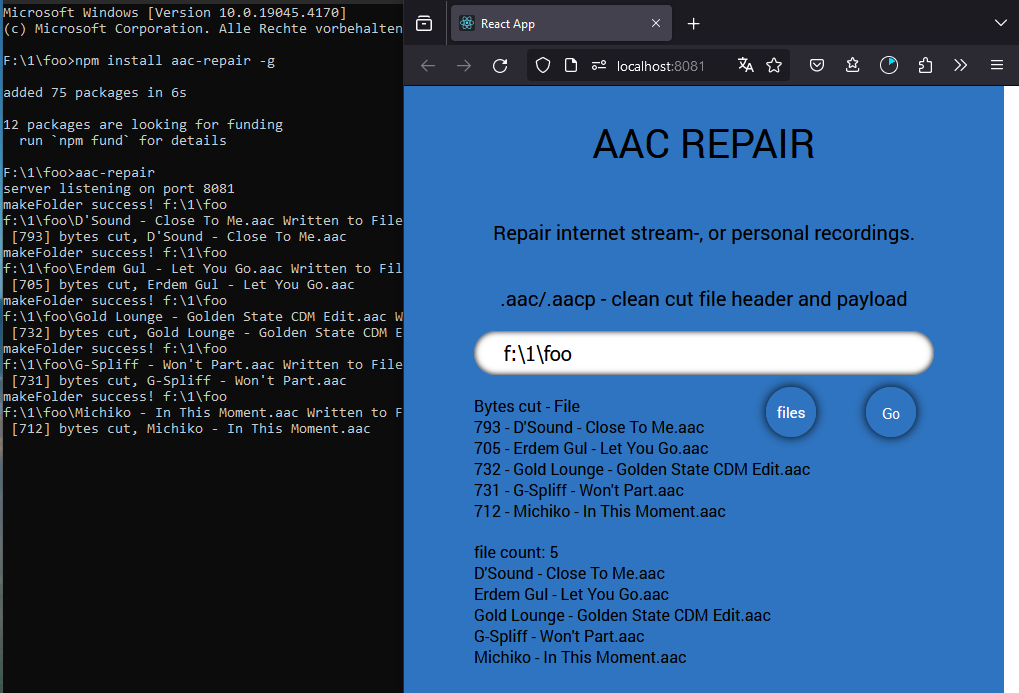 Microsoft Windows [Version 10.0.19045.4170]
(c) Microsoft Corporation. Alle Rechte vorbehalten
F:\1\foo>npm install aac-repair -g
added 75 packages in 6s
12 packages are looking for funding
  run `npm fund` for details
F:\1\foo>aac-repair
server listening on port 8081
makeFolder success! f:\1\foo
f:\1\foo\D'Sound - Close To Me.aac Written to File
 [793] bytes cut, D'Sound - Close To Me.aac
makeFolder success! f:\1\foo
f:\1\foo\Erdem Gul - Let You Go.aac Written to Fil
 [705] bytes cut, Erdem Gul - Let You Go.aac
makeFolder success! f:\1\foo
f:\1\foo\Gold Lounge - Golden State CDM Edit.aac W
 [732] bytes cut, Gold Lounge - Golden State CDM E
makeFolder success! f:\1\foo
f:\1\foo\G-Spliff - Won't Part.aac Written to File
 [731] bytes cut, G-Spliff - Won't Part.aac
makeFolder success! f:\1\foo
f:\1\foo\Michiko - In This Moment.aac Written to F
 [712] bytes cut, Michiko - In This Moment.aac
React App
localhost:8081
AAC REPAIR
Repair internet stream-, or personal recordings.
.aac/.aacp - clean cut file header and payload
f:\1\foo
files
Go
Bytes cut - File
793 - D'Sound - Close To Me.aac
705 - Erdem Gul - Let You Go.aac
732 - Gold Lounge - Golden State CDM Edit.aac
731 - G-Spliff - Won't Part.aac
712 - Michiko - In This Moment.aac
file count: 5
D'Sound - Close To Me.aac
Erdem Gul - Let You Go.aac
Gold Lounge - Golden State CDM Edit.aac
G-Spliff - Won't Part.aac
Michiko - In This Moment.aac